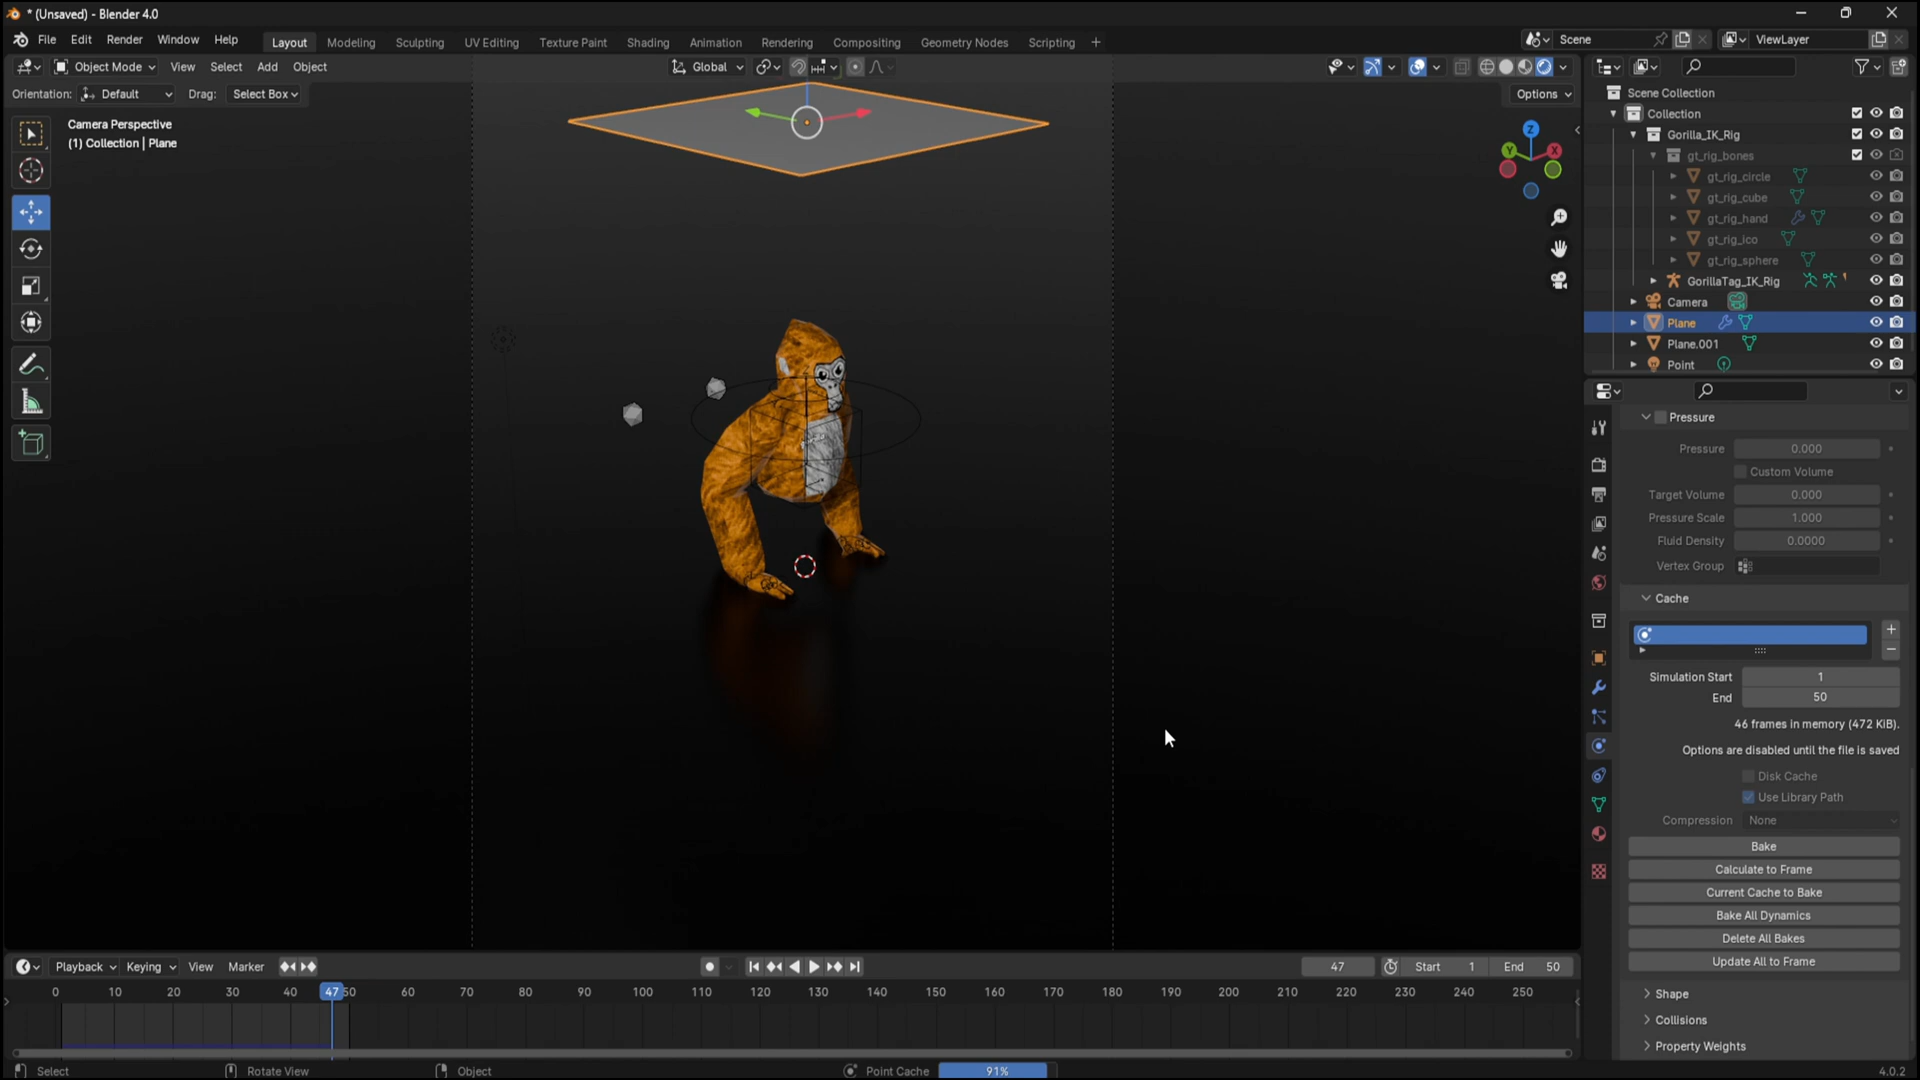 * (Unsaved) - Blender 4.0
File Edit Render Window Help
Layout Modeling Sculpting UV Editing Texture Paint Shading Animation Rendering Compositing Geometry Nodes Scripting +
Scene
ViewLayer
Object Mode View Select Add Object
Global
Orientation: Default Drag: Select Box
Options
Camera Perspective
(1) Collection | Plane
Z
Y
X
Scene Collection
Collection
Gorilla_IK_Rig
gt_rig_bones
gt_rig_circle
gt_rig_cube
gt_rig_hand
gt_rig_ico
gt_rig_sphere
GorillaTag_IK_Rig
Camera
Plane
Plane.001
Point
Pressure
Pressure 0.000
Custom Volume
Target Volume 0.000
Pressure Scale 1.000
Fluid Density 0.0000
Vertex Group
Cache
Simulation Start 1
End 50
46 frames in memory (472 KiB).
Options are disabled until the file is saved
Disk Cache
Use Library Path
Compression None
Bake
Calculate to Frame
Current Cache to Bake
Bake All Dynamics
Delete All Bakes
Update All to Frame
Shape
Collisions
Property Weights
Playback Keying View Marker
47 Start 1 End 50
0 10 20 30 40 47 50 60 70 80 90 100 110 120 130 140 150 160 170 180 190 200 210 220 230 240 250
Select Rotate View Object Point Cache 91% 4.0.2